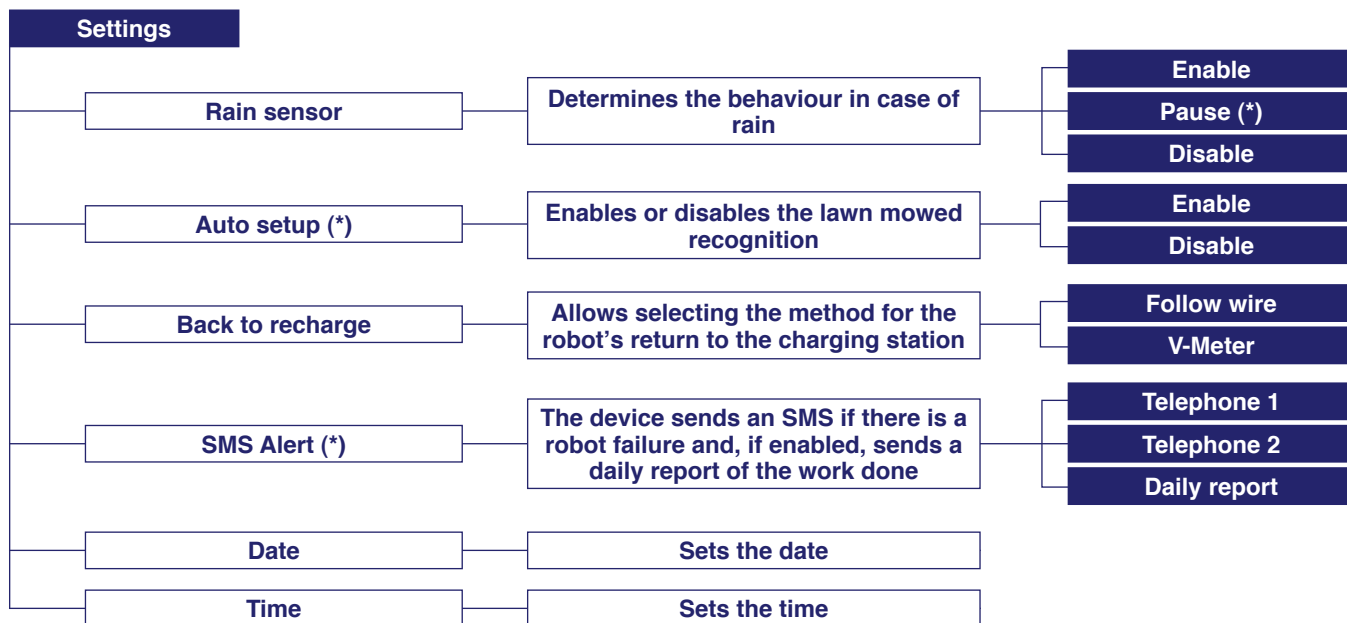 Settings
Rain sensor
Determines the behaviour in case of
rain
Enable
Pause (*)
Disable
Auto setup (*)
Enables or disables the lawn mowed
recognition
Enable
Disable
Back to recharge
Allows selecting the method for the
robot's return to the charging station
Follow wire
V-Meter
SMS Alert (*)
The device sends an SMS if there is a
robot failure and, if enabled, sends a
daily report of the work done
Telephone 1
Telephone 2
Daily report
Date
Sets the date
Time
Sets the time